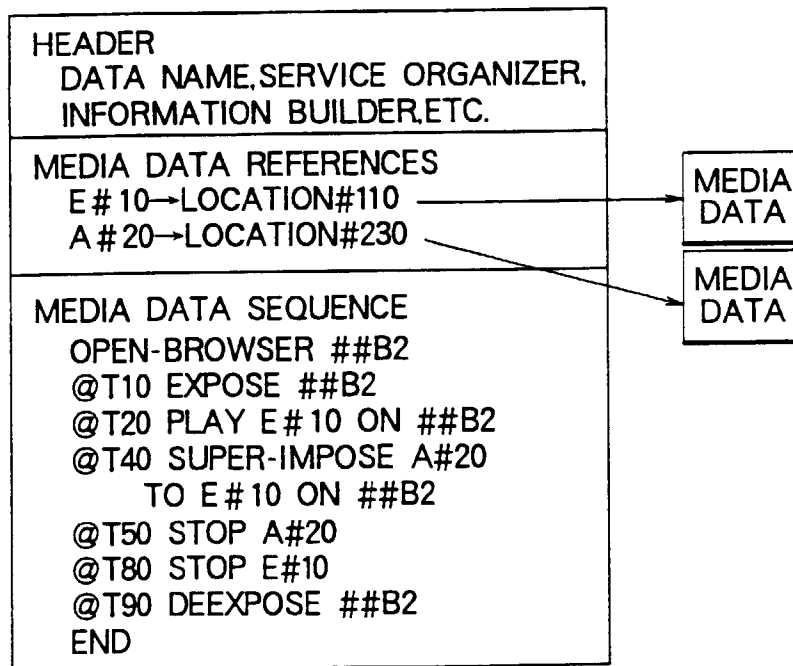 HEADER
DATA NAME,SERVICE ORGANIZER,
INFORMATION BUILDER,ETC.
MEDIA DATA REFERENCES
E#10→LOCATION#110
A#20→LOCATION#230
MEDIA DATA SEQUENCE
OPEN-BROWSER ##B2
@T10 EXPOSE ##B2
@T20 PLAY E#10 ON ##B2
@T40 SUPER-IMPOSE A#20
TO E#10 ON ##B2
@T50 STOP A#20
@T80 STOP E#10
@T90 DEEXPOSE ##B2
END
MEDIA
DATA
MEDIA
DATA